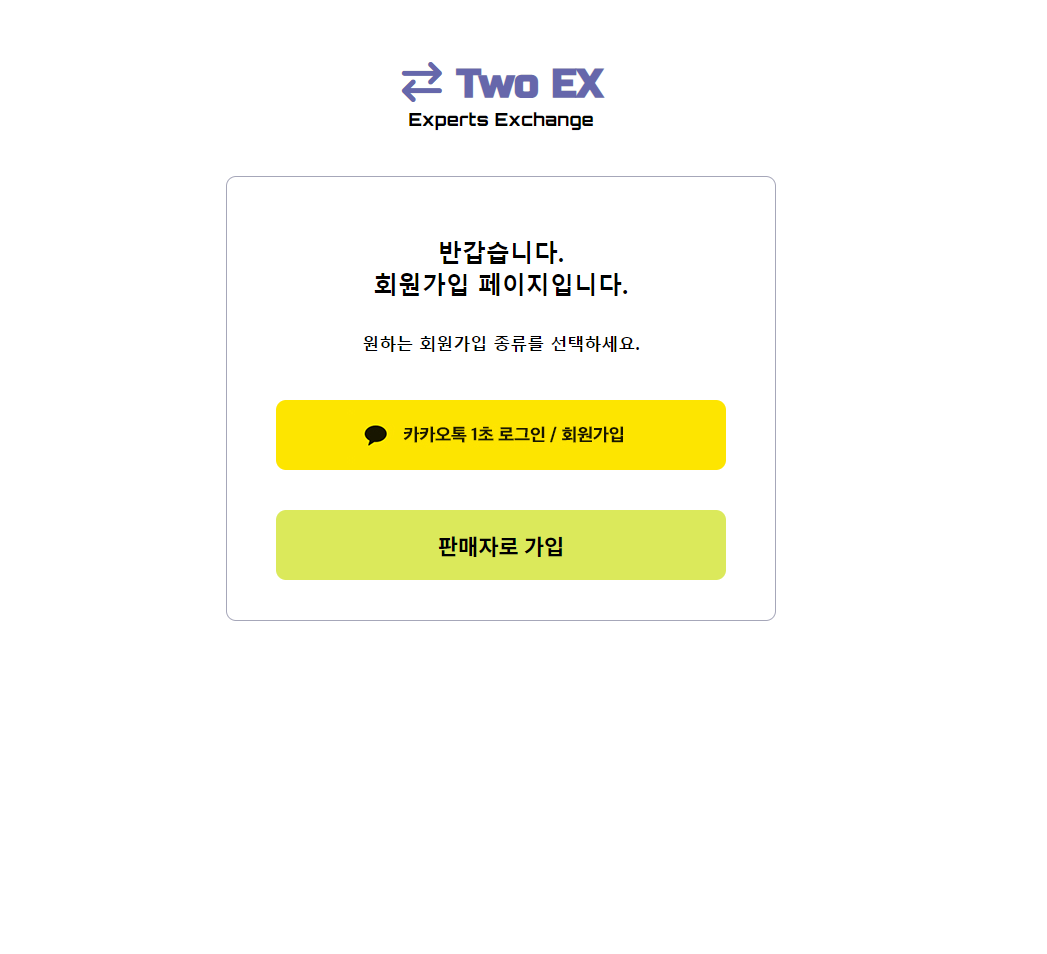 Two EX
Experts Exchange
반갑습니다.
회원가입 페이지입니다.
원하는 회원가입 종류를 선택하세요.
카카오톡 1초 로그인 / 회원가입
판매자로 가입